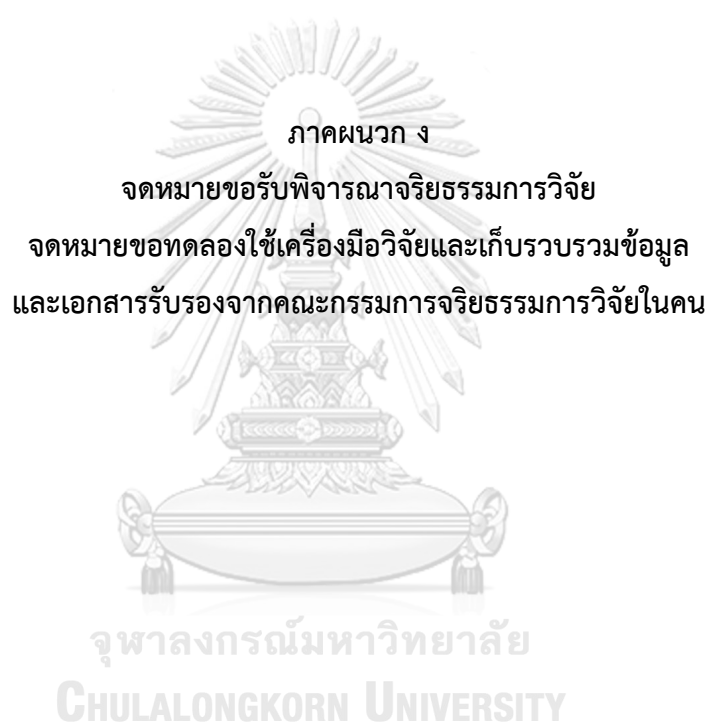 ภาคผนวก ง
จดหมายขอรับพิจารณาจริยธรรมการวิจัย
จดหมายขอทดลองใช้เครื่องมือวิจัยและเก็บรวบรวมข้อมูล
และเอกสารรับรองจากคณะกรรมการจริยธรรมการวิจัยในคน
จุฬาลงกรณ์มหาวิทยาลัย
CHULALONGKORN UNIVERSITY